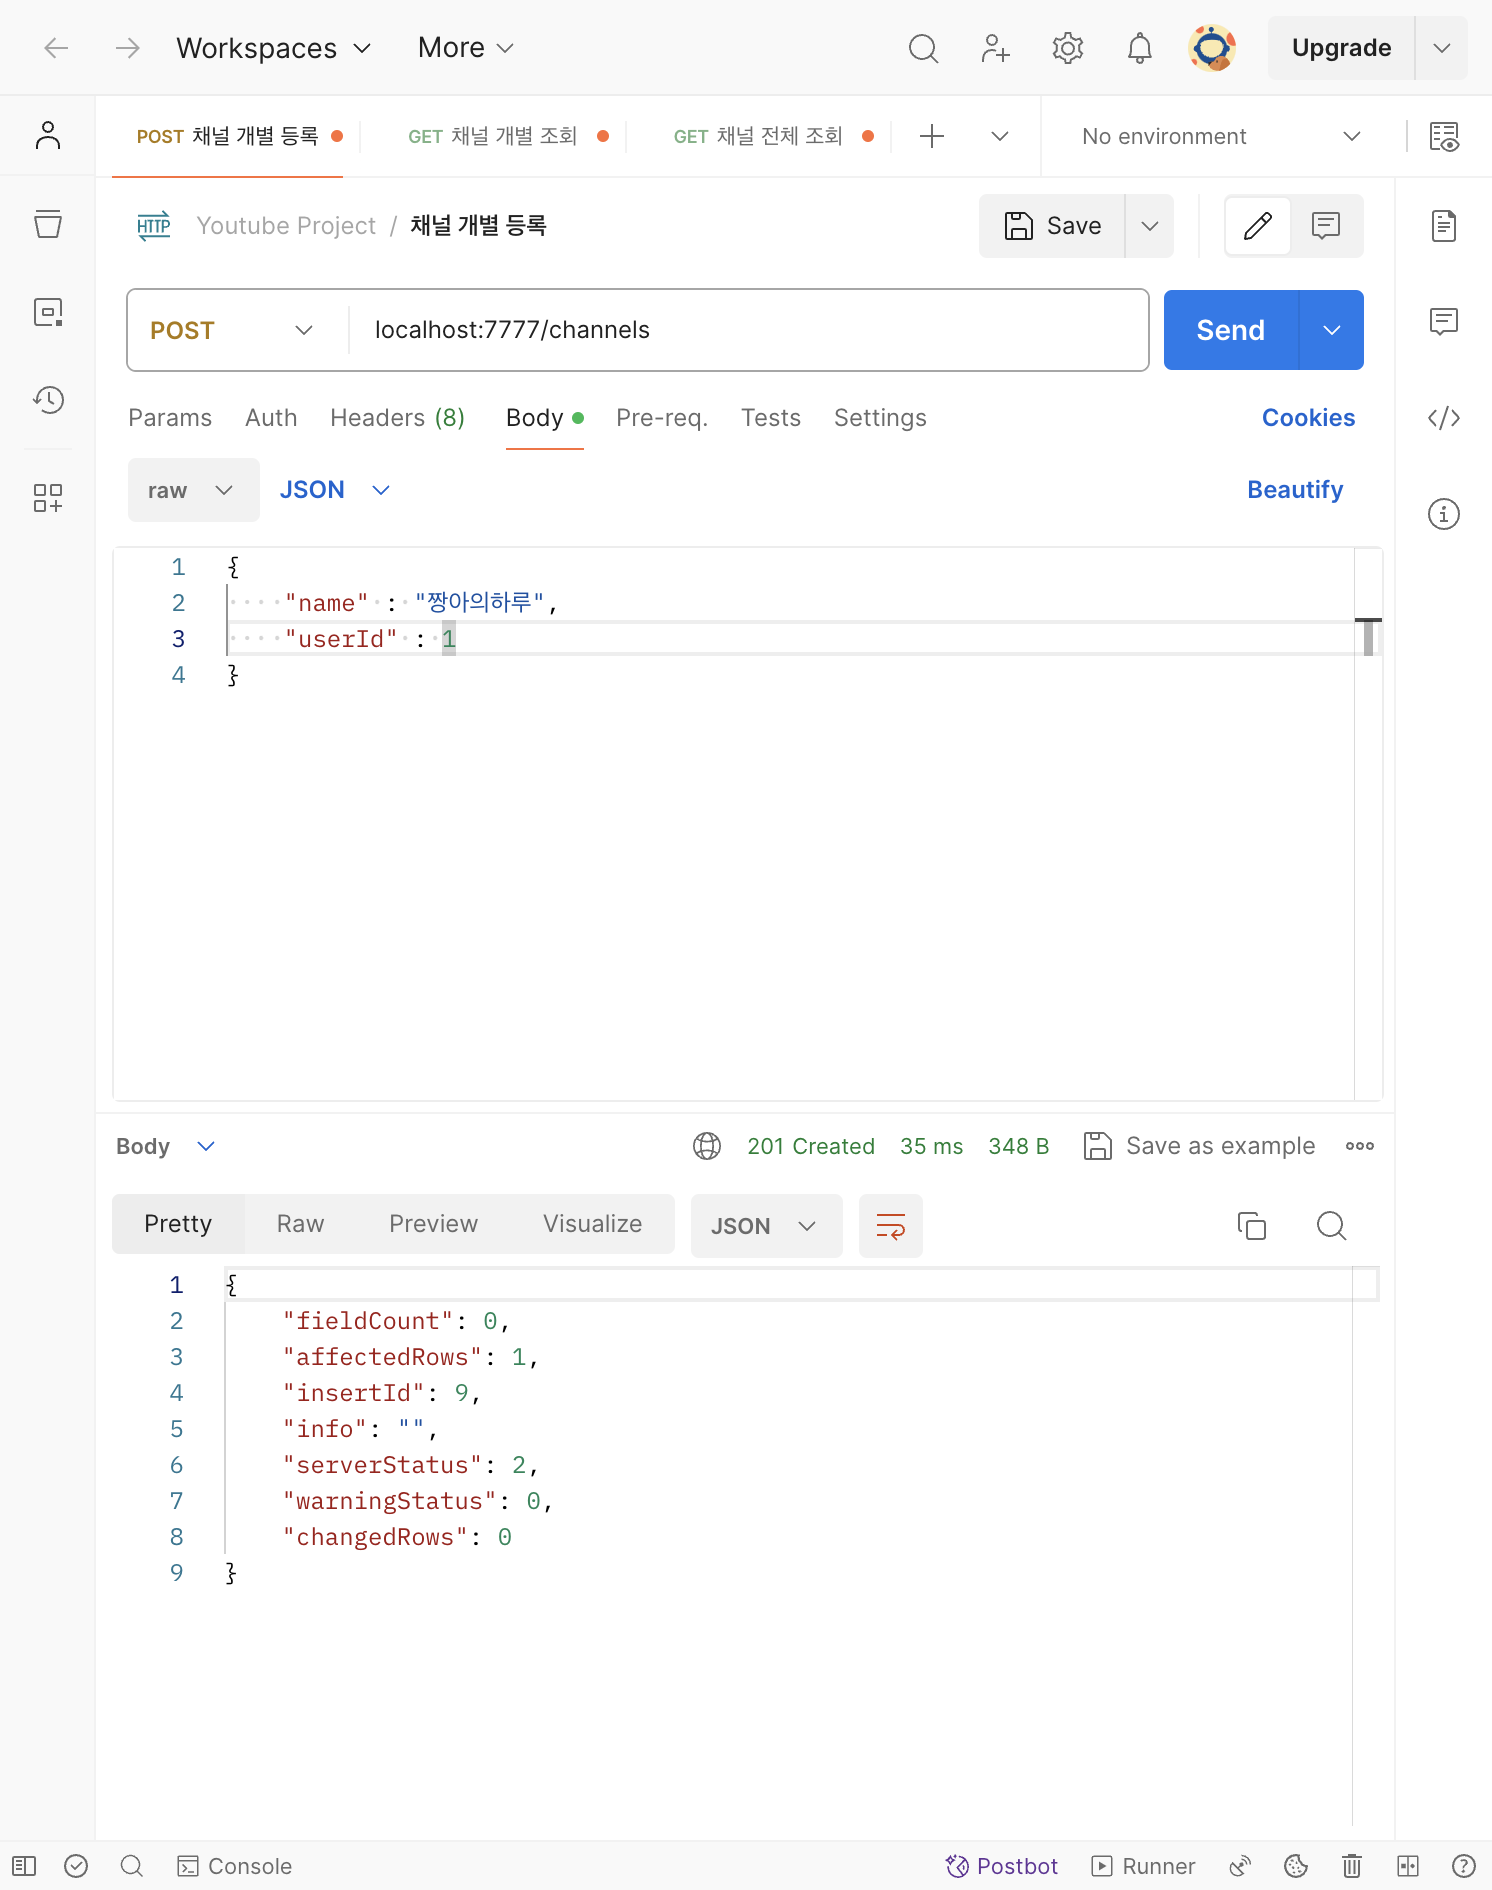 Workspaces More Upgrade
POST 채널 개별 등록 GET 채널 개별 조회 GET 채널 전체 조회 No environment
HTTP Youtube Project / 채널 개별 등록 Save
POST localhost:7777/channels Send
Params Auth Headers (8) Body Pre-req. Tests Settings Cookies
raw JSON Beautify
1 {
2 "name" : "짱아의하루",
3 "userId" : 1
4 }
Body 201 Created 35 ms 348 B Save as example
Pretty Raw Preview Visualize JSON
1 {
2 "fieldCount": 0,
3 "affectedRows": 1,
4 "insertId": 9,
5 "info": "",
6 "serverStatus": 2,
7 "warningStatus": 0,
8 "changedRows": 0
9 }
Console Postbot Runner